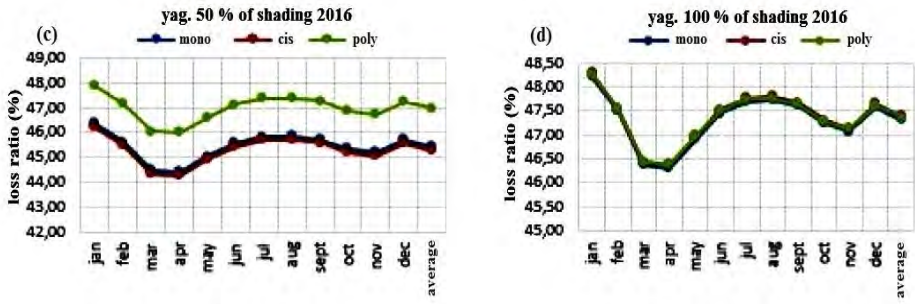 yag. 50 % of shading 2016
(c)
mono cis poly
loss ratio (%)
49,00
48,00
47,00
46,00
45,00
44,00
43,00
42,00
jan feb mar apr may jun jul aug sept oct nov dec average
yag. 100 % of shading 2016
(d)
mono cis poly
loss ratio (%)
48,50
48,00
47,50
47,00
46,50
46,00
45,50
45,00
jan feb mar apr may jun jul aug sept oct nov dec average